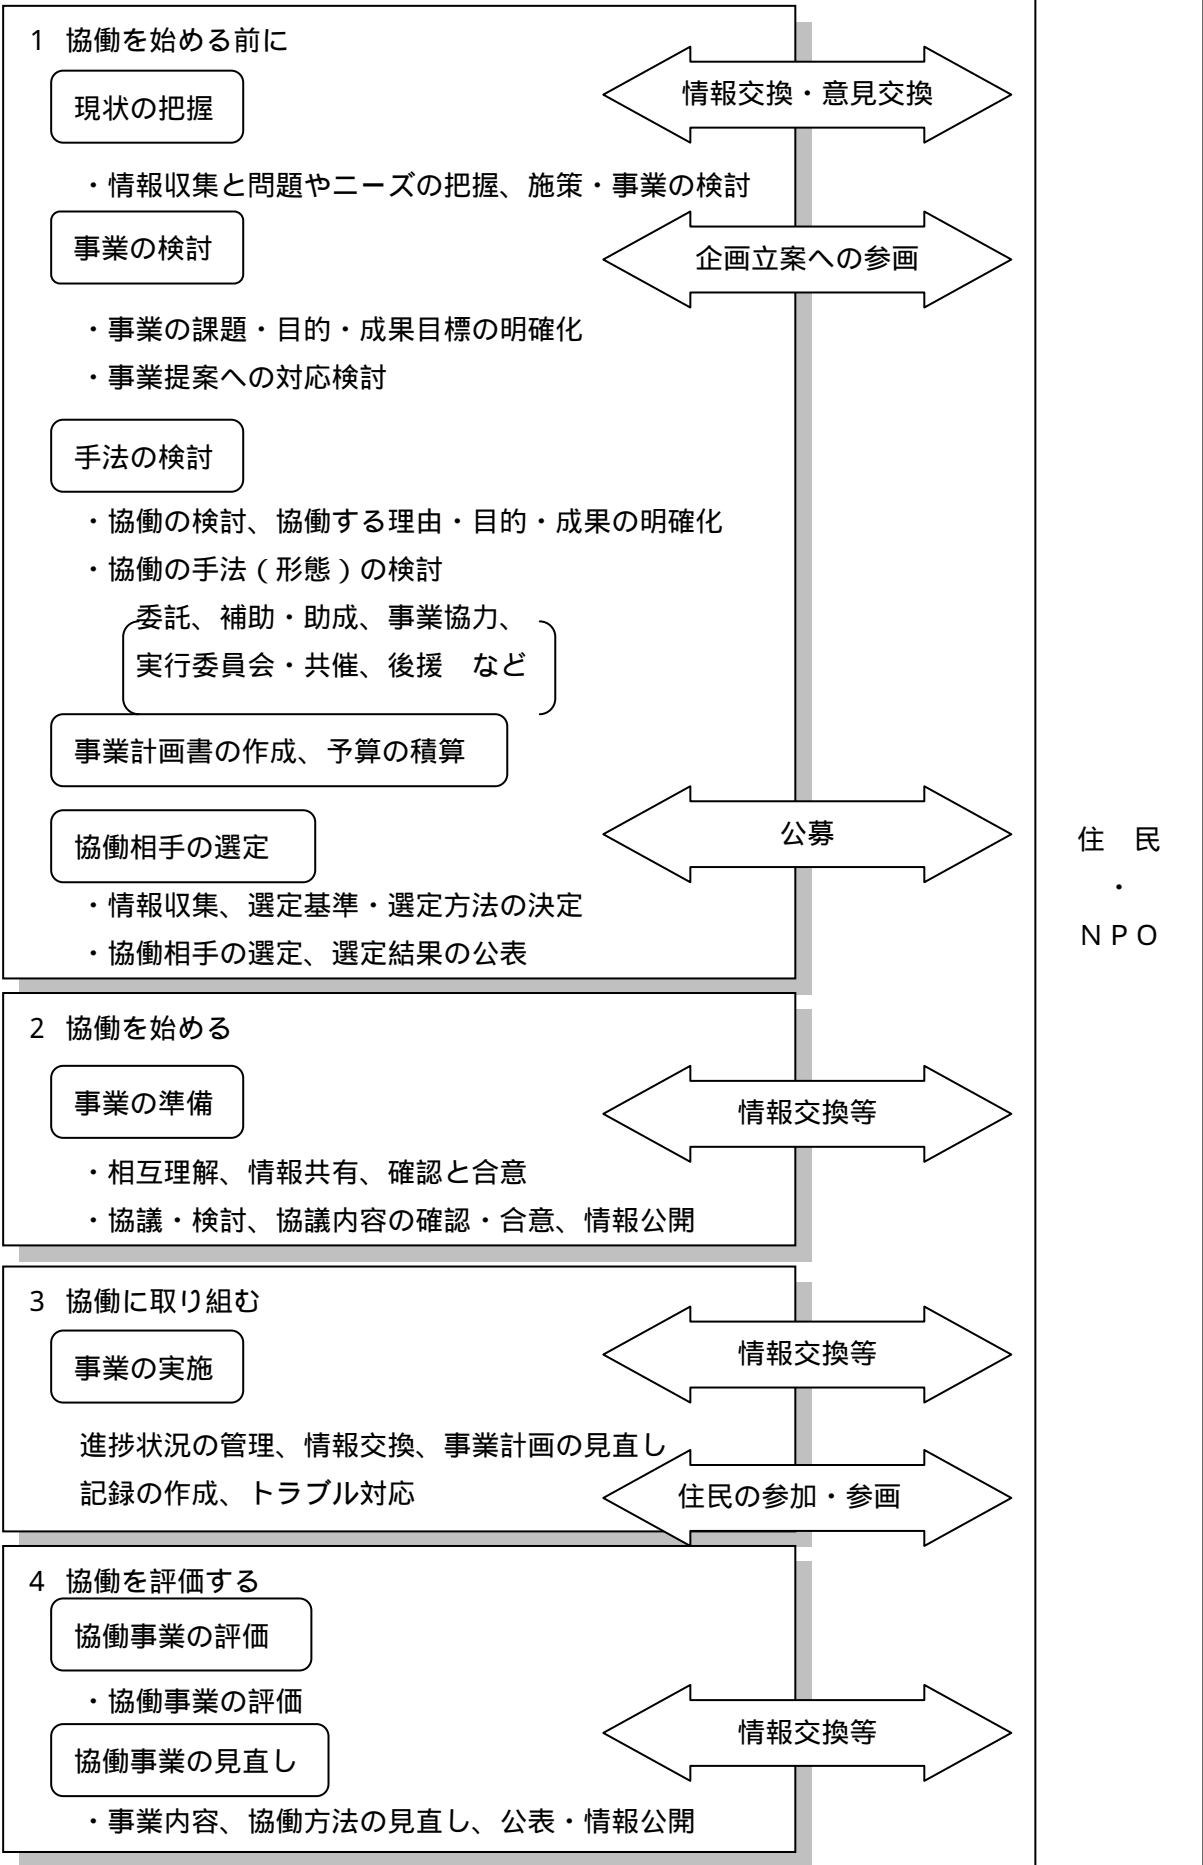 1 協働を始める前に
現状の把握
情報交換・意見交換
・情報収集と問題やニーズの把握、施策・事業の検討
事業の検討
企画立案への参画
・事業の課題・目的・成果目標の明確化
・事業提案への対応検討
手法の検討
・協働の検討、協働する理由・目的・成果の明確化
・協働の手法（形態）の検討
委託、補助・助成、事業協力、
実行委員会・共催、後援　など
事業計画書の作成、予算の積算
協働相手の選定
公募
・情報収集、選定基準・選定方法の決定
・協働相手の選定、選定結果の公表
住　民
・
ＮＰＯ
2 協働を始める
事業の準備
情報交換等
・相互理解、情報共有、確認と合意
・協議・検討、協議内容の確認・合意、情報公開
3 協働に取り組む
事業の実施
情報交換等
進捗状況の管理、情報交換、事業計画の見直し
記録の作成、トラブル対応
住民の参加・参画
4 協働を評価する
協働事業の評価
・協働事業の評価
情報交換等
協働事業の見直し
・事業内容、協働方法の見直し、公表・情報公開